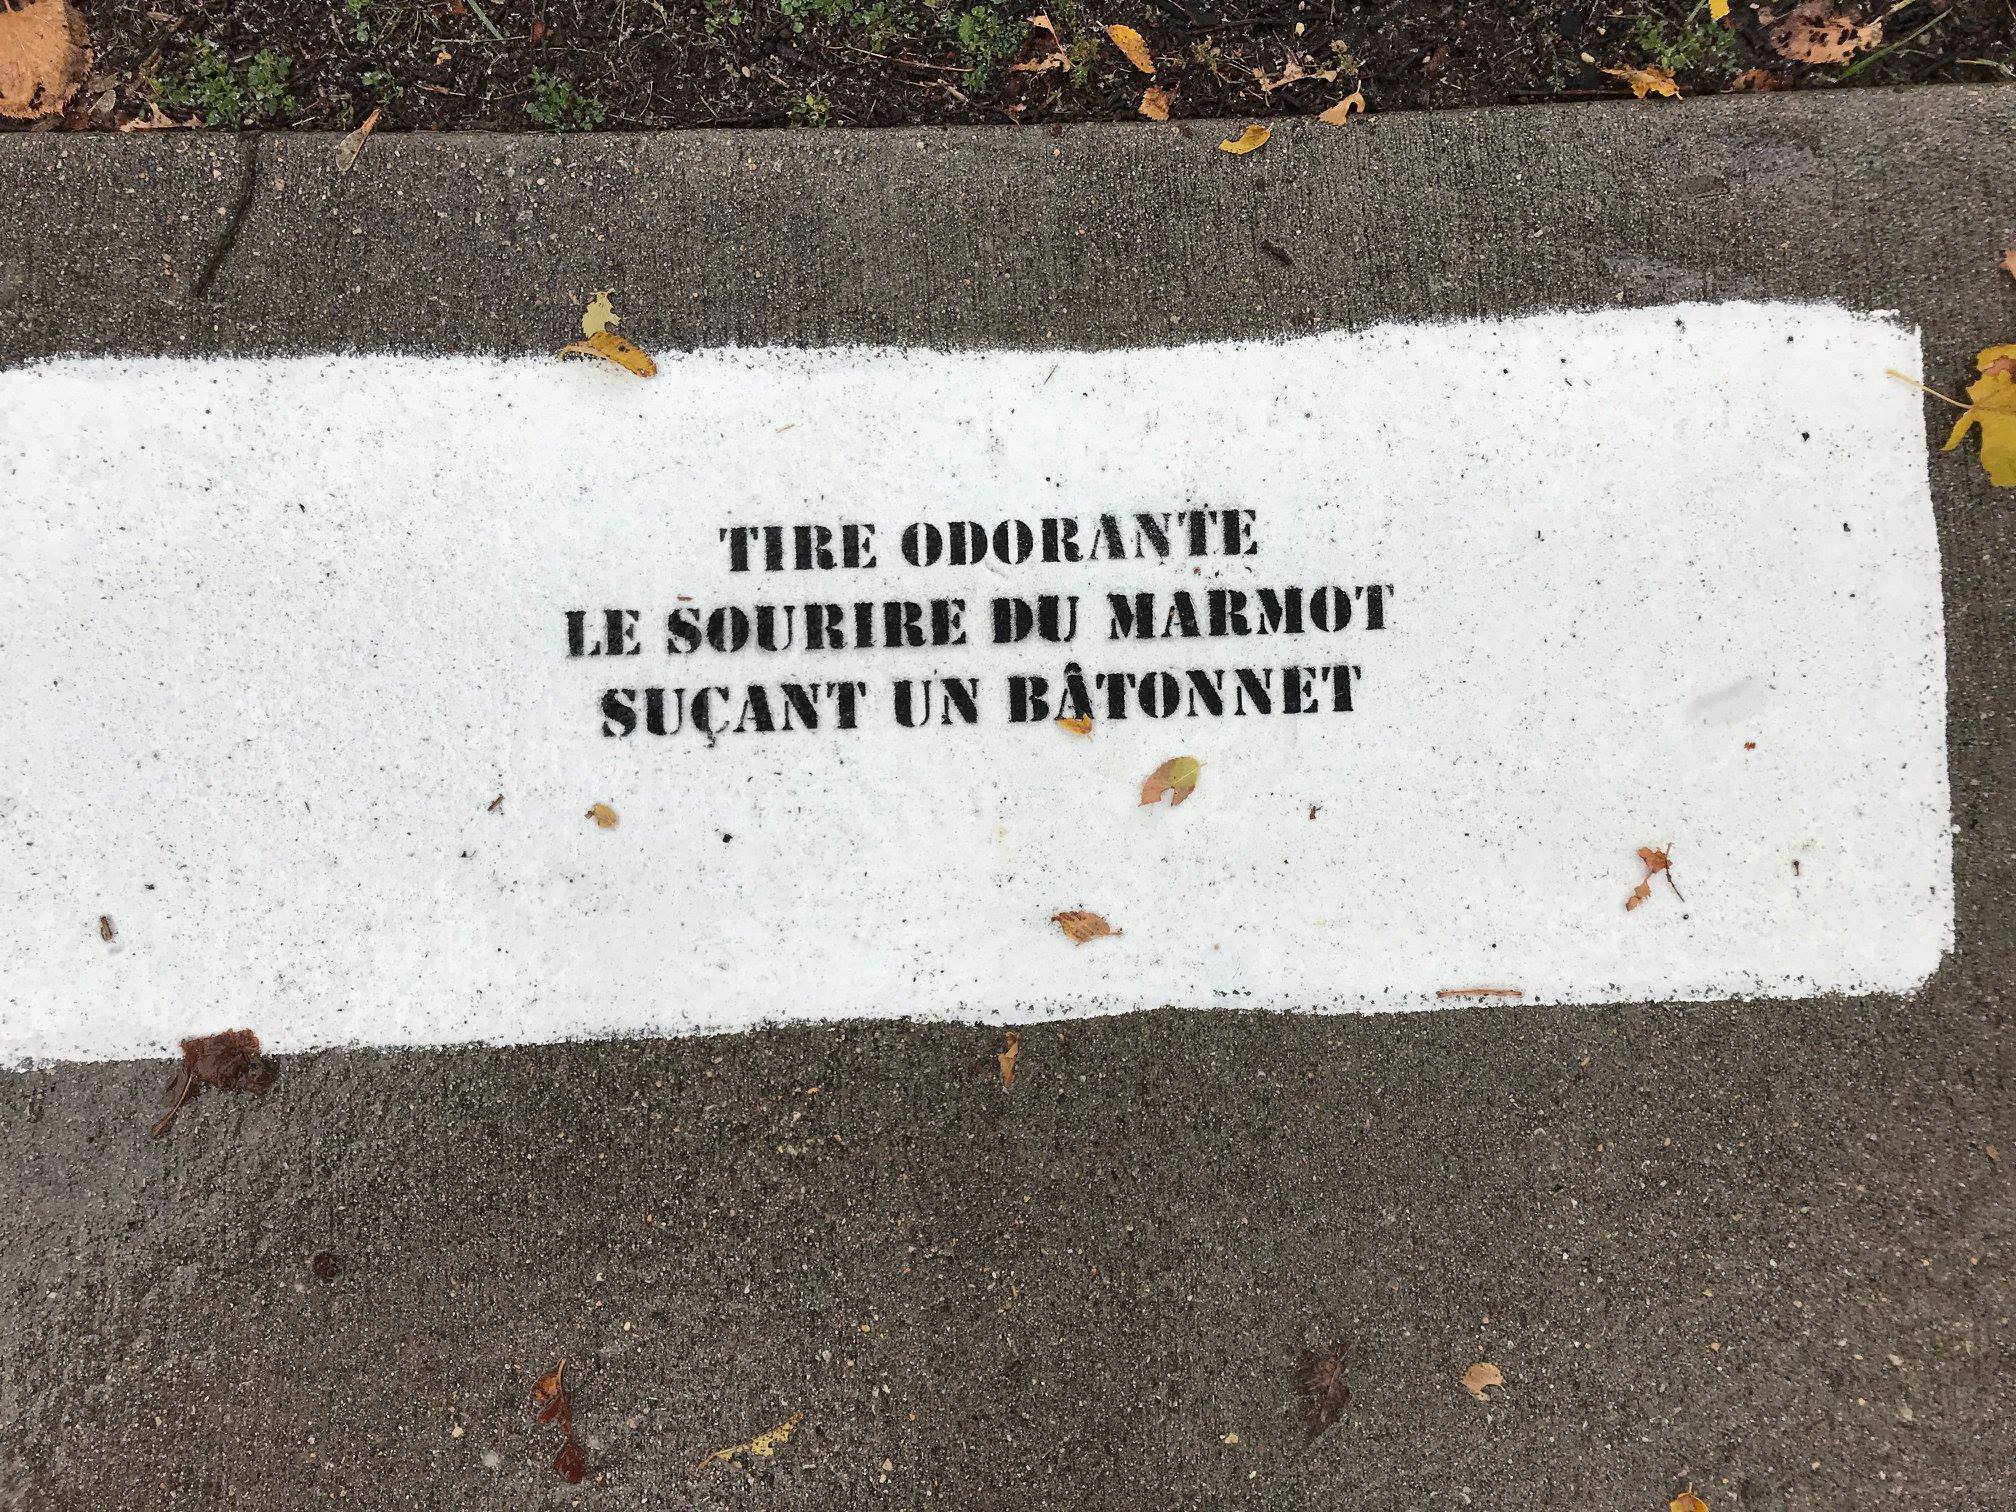 TIRE ODORANTE
LE SOURIRE DU MARMOT
SUÇANT UN BÂTONNET